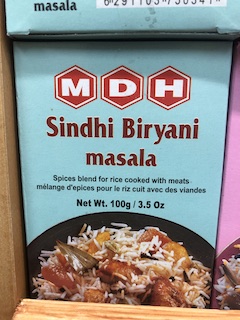 masala
MDH
Sindhi Biryani
masala
Spices blend for rice cooked with meats
mélange d'epices pour le riz cuit avec des viandes
Net Wt. 100g / 3.5 Oz